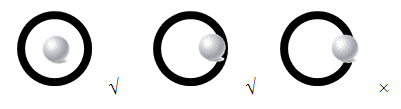 √ √ ×